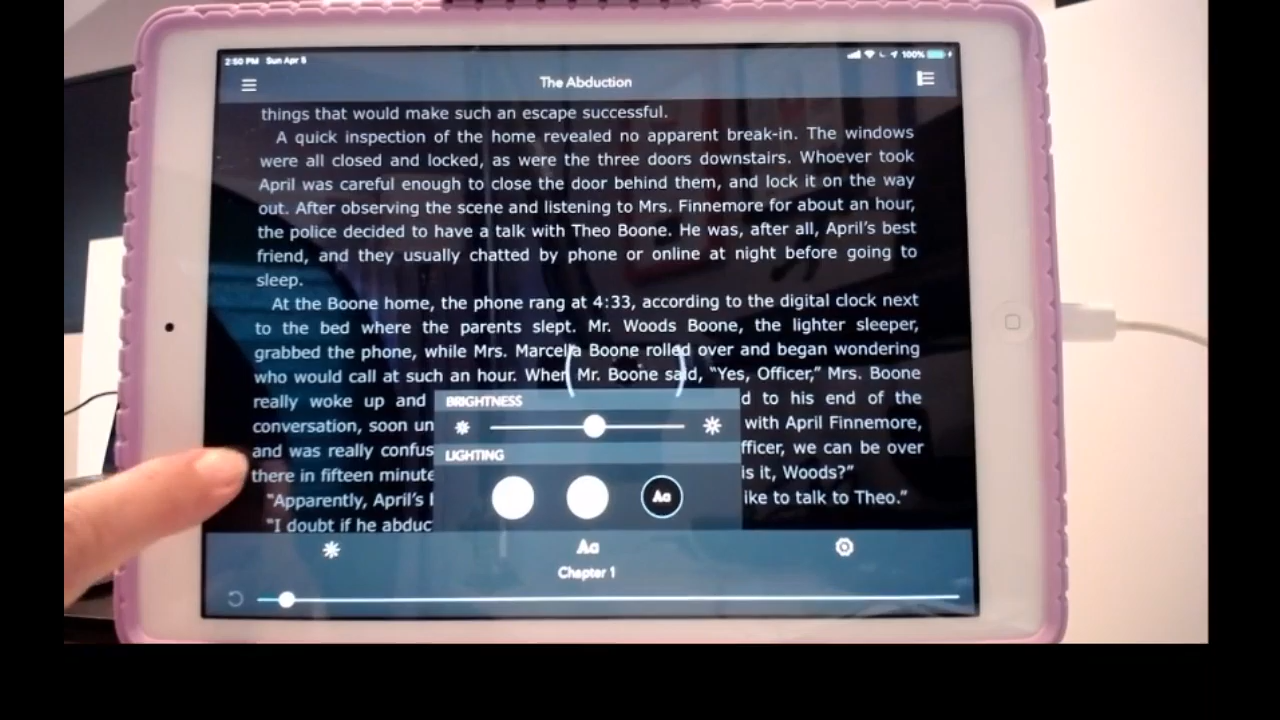 2:50 PM Sun Apr 5 100%
The Abduction
things that would make such an escape successful.
A quick inspection of the home revealed no apparent break-in. The windows
were all closed and locked, as were the three doors downstairs. Whoever took
April was careful enough to close the door behind them, and lock it on the way
out. After observing the scene and listening to Mrs. Finnemore for about an hour,
the police decided to have a talk with Theo Boone. He was, after all, April's best
friend, and they usually chatted by phone or online at night before going to
sleep.
At the Boone home, the phone rang at 4:33, according to the digital clock next
to the bed where the parents slept. Mr. Woods Boone, the lighter sleeper,
grabbed the phone, while Mrs. Marcella Boone rolled over and began wondering
who would call at such an hour. When Mr. Boone said, “Yes, Officer,” Mrs. Boone
really woke up and d to his end of the
BRIGHTNESS
conversation, soon un with April Finnemore,
and was really confus fficer, we can be over
LIGHTING
there in fifteen minute is it, Woods?”
“Apparently, April's l ike to talk to Theo.”
Aa
“I doubt if he abduc
Aa
Chapter 1